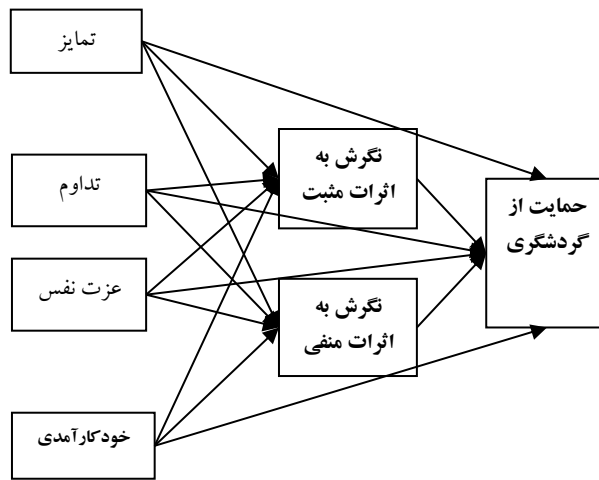 تمایز
تداوم
عزت نفس
خودکارآمدی
نگرش به
اثرات مثبت
نگرش به
اثرات منفی
حمایت از
گردشگری